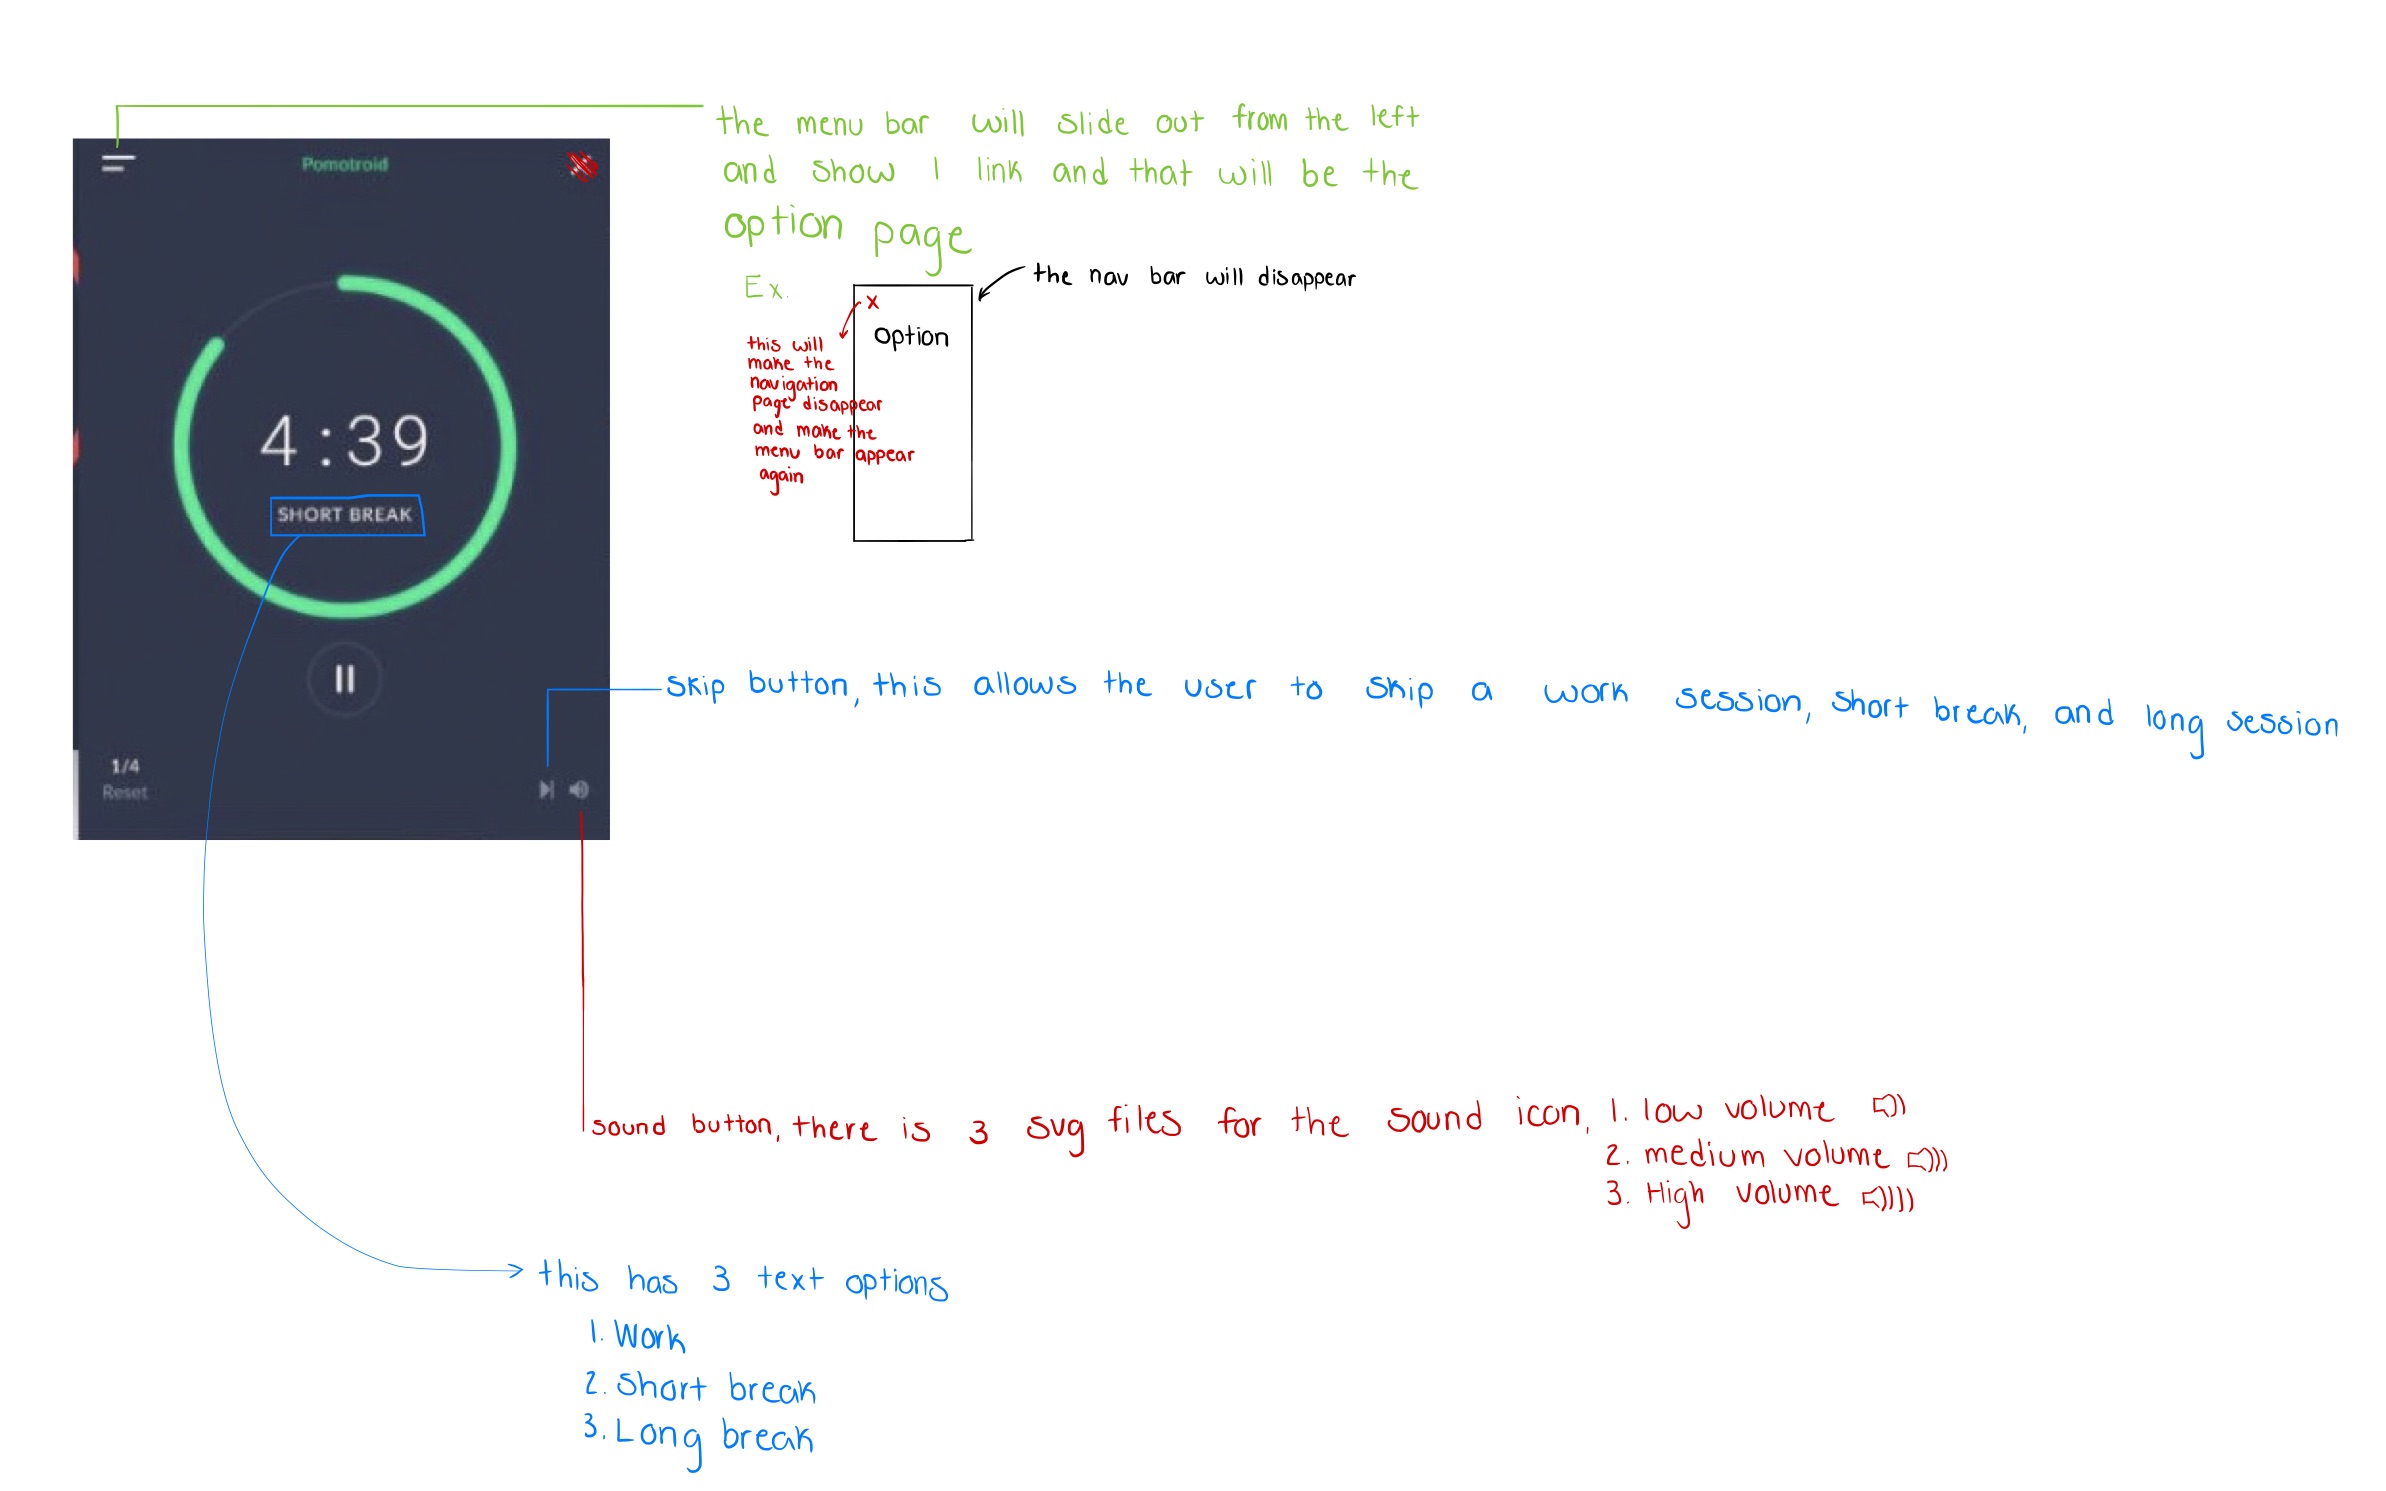 the menu bar will slide out from the left
and show 1 link and that will be the
option page
Pomotroid
Ex.
the nav bar will disappear
x
option
this will
make the
navigation
page disappear
and make the
menu bar appear
again
4:39
SHORT BREAK
skip button, this allows the user to skip a work session, short break, and long session
1/4
Reset
sound button, there is 3 svg files for the sound icon, 1. low volume
2. medium volume
3. High volume
this has 3 text options
1. Work
2. Short break
3. Long break